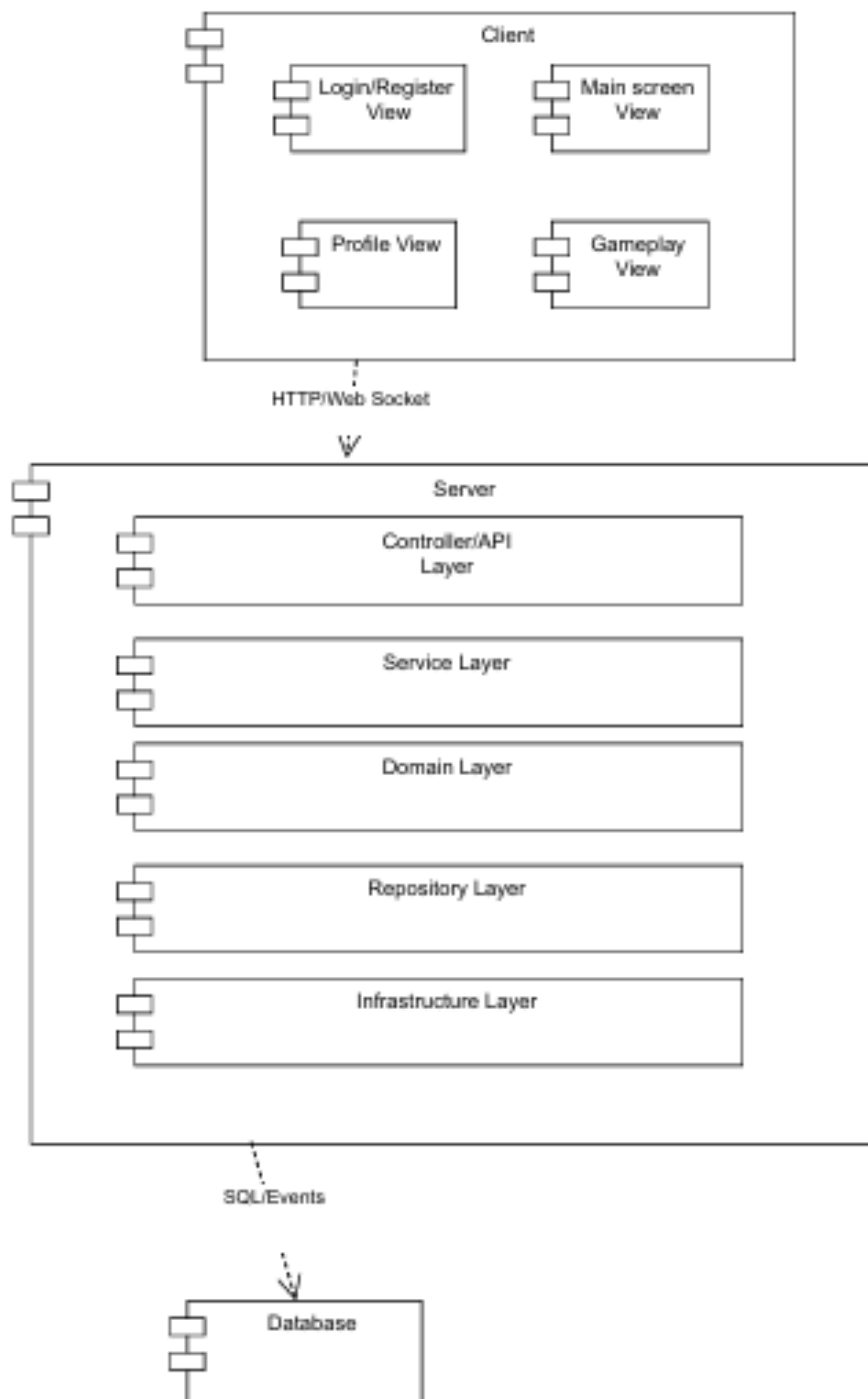 Client
Login/Register
View
Main screen
View
Profile View
Gameplay
View
HTTP/Web Socket
Server
Controller/API
Layer
Service Layer
Domain Layer
Repository Layer
Infrastructure Layer
SQL/Events
Database